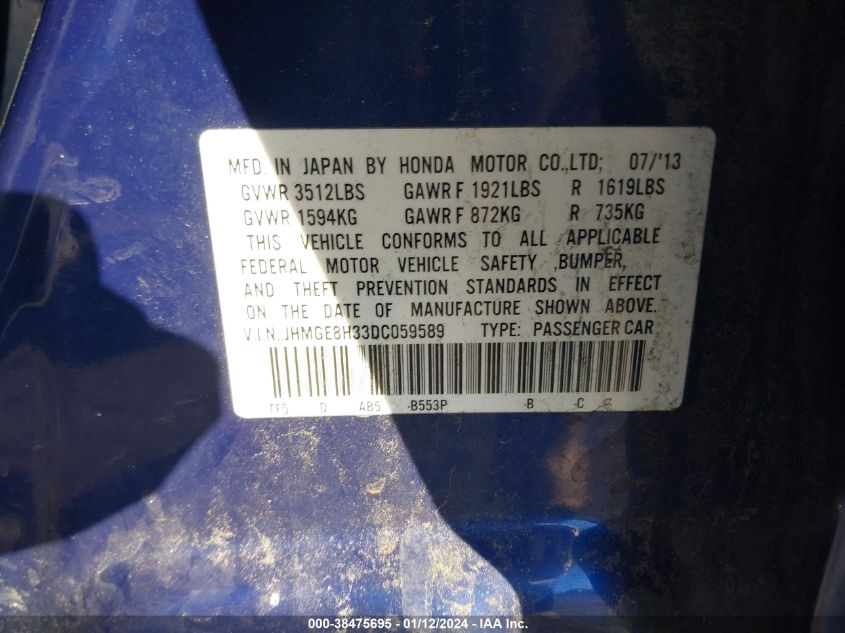 MFD. IN JAPAN BY HONDA MOTOR CO.,LTD; 07/'13
GVWR 3512LBS GAWR F 1921LBS R 1619LBS
GVWR 1594KG GAWR F 872KG R 735KG
THIS VEHICLE CONFORMS TO ALL APPLICABLE
FEDERAL MOTOR VEHICLE SAFETY ,BUMPER,
AND THEFT PREVENTION STANDARDS IN EFFECT
ON THE DATE OF MANUFACTURE SHOWN ABOVE.
V.I.N.:JHMGE8H33DC059589 TYPE: PASSENGER CAR
TF5 D AB5 -B553P -B -C
000-38475695 - 01/12/2024 - IAA Inc.